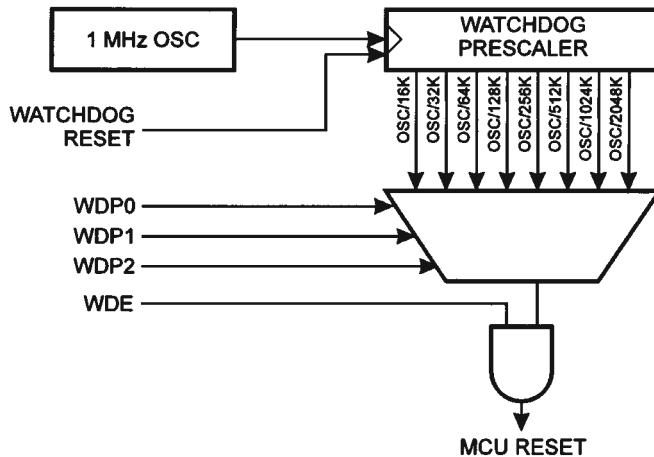 1 MHz OSC
WATCHDOG
PRESCALER
WATCHDOG
RESET
OSC/16K
OSC/32K
OSC/64K
OSC/128K
OSC/256K
OSC/512K
OSC/1024K
OSC/2048K
WDP0
WDP1
WDP2
WDE
MCU RESET